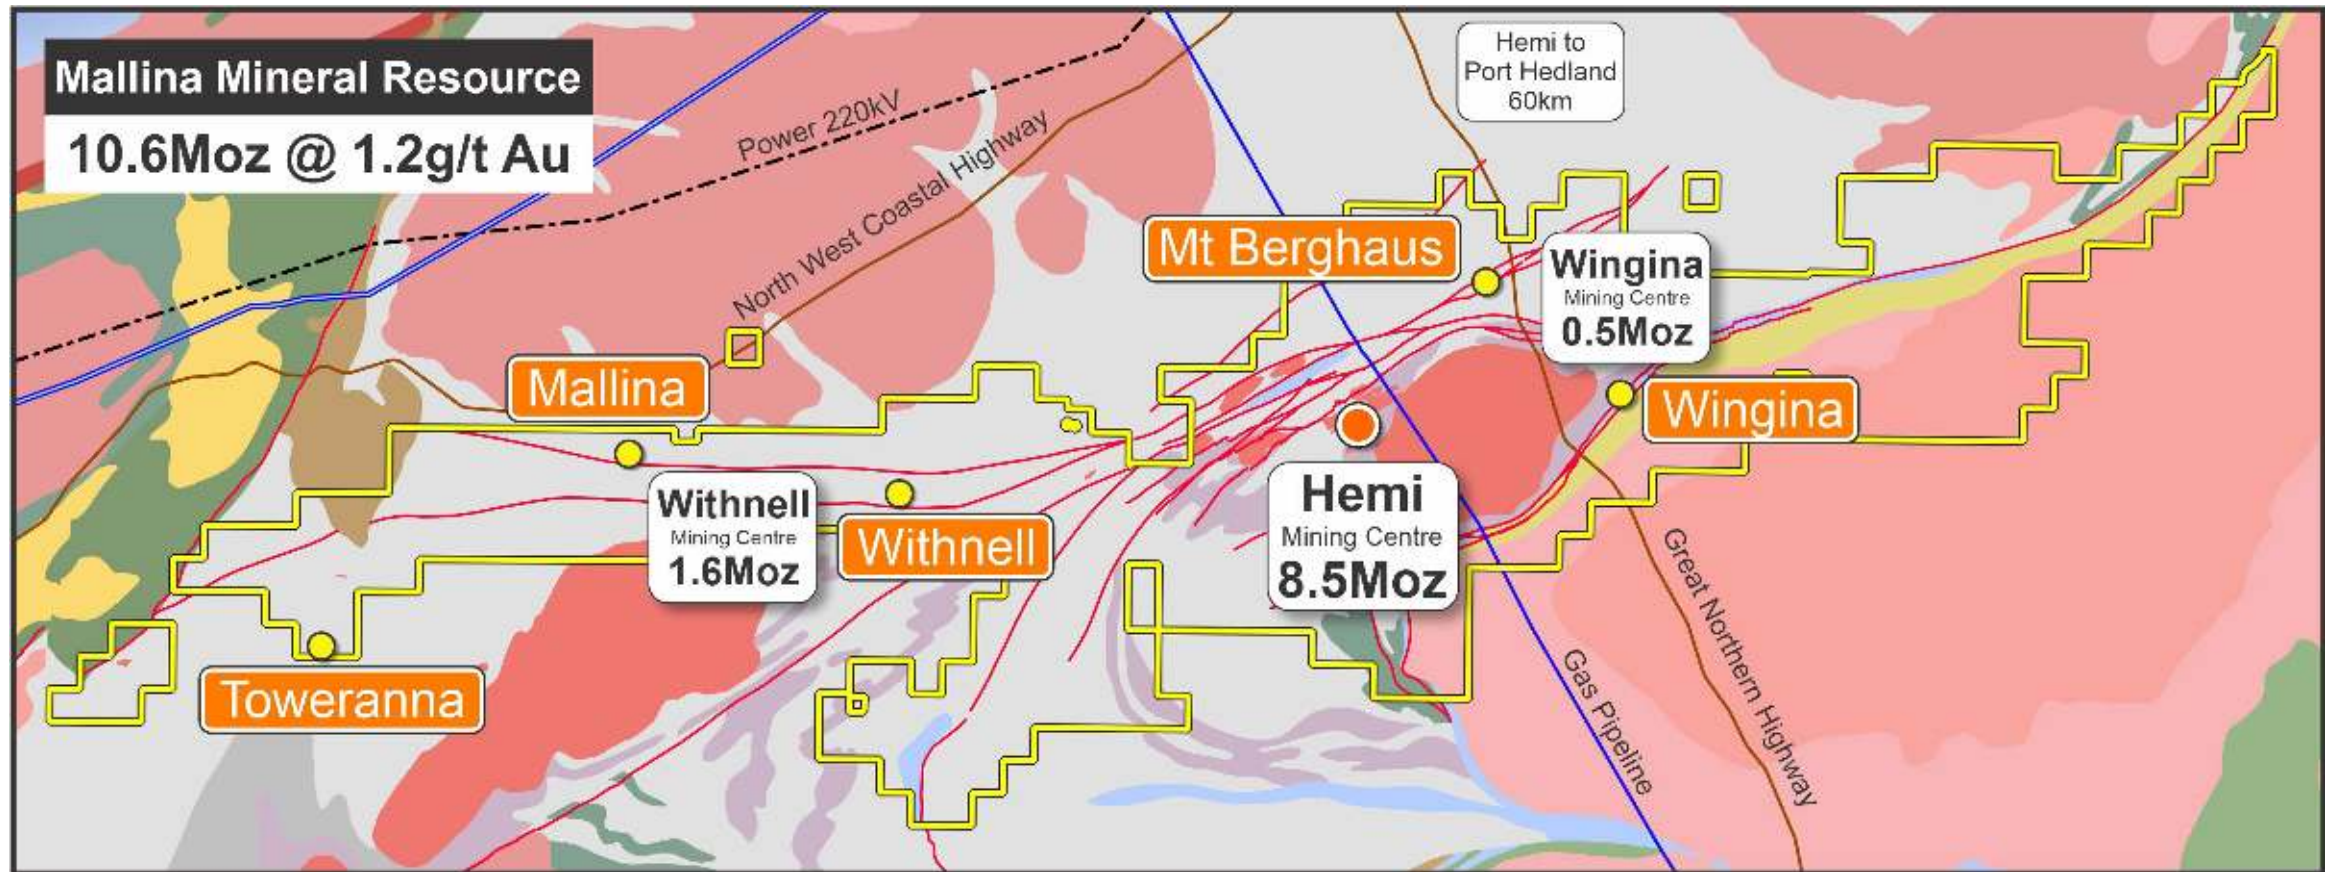 Mallina Mineral Resource
10.6Moz @ 1.2g/t Au
Power 220kV
North West Coastal Highway
Hemi to
Port Hedland
60km
Mt Berghaus
Wingina
Mining Centre
0.5Moz
Mallina
Wingina
Withnell
Mining Centre
1.6Moz
Withnell
Hemi
Mining Centre
8.5Moz
Toweranna
Gas Pipeline
Great Northern Highway